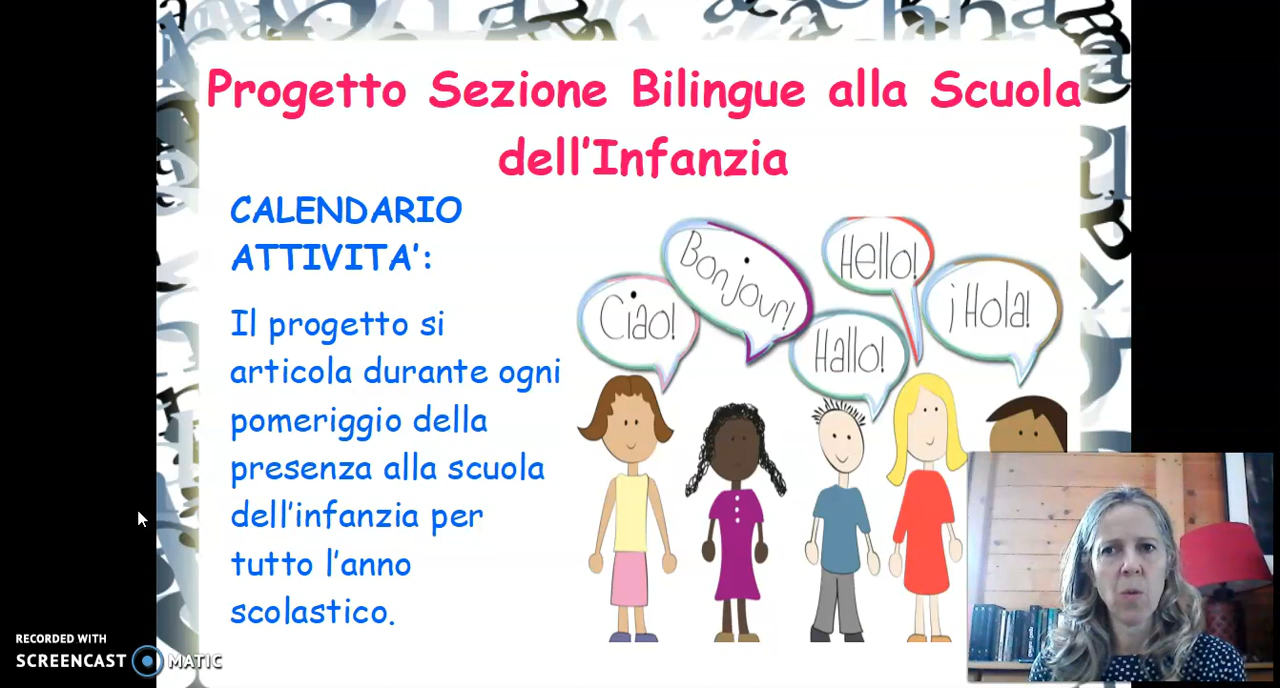 Progetto Sezione Bilingue alla Scuola
dell'Infanzia
CALENDARIO
ATTIVITA':
Il progetto si
articola durante ogni
pomeriggio della
presenza alla scuola
dell'infanzia per
tutto l'anno
scolastico.
Ciao!
Bonjour!
Hello!
Hallo!
¡Hola!
RECORDED WITH
SCREENCAST MATIC